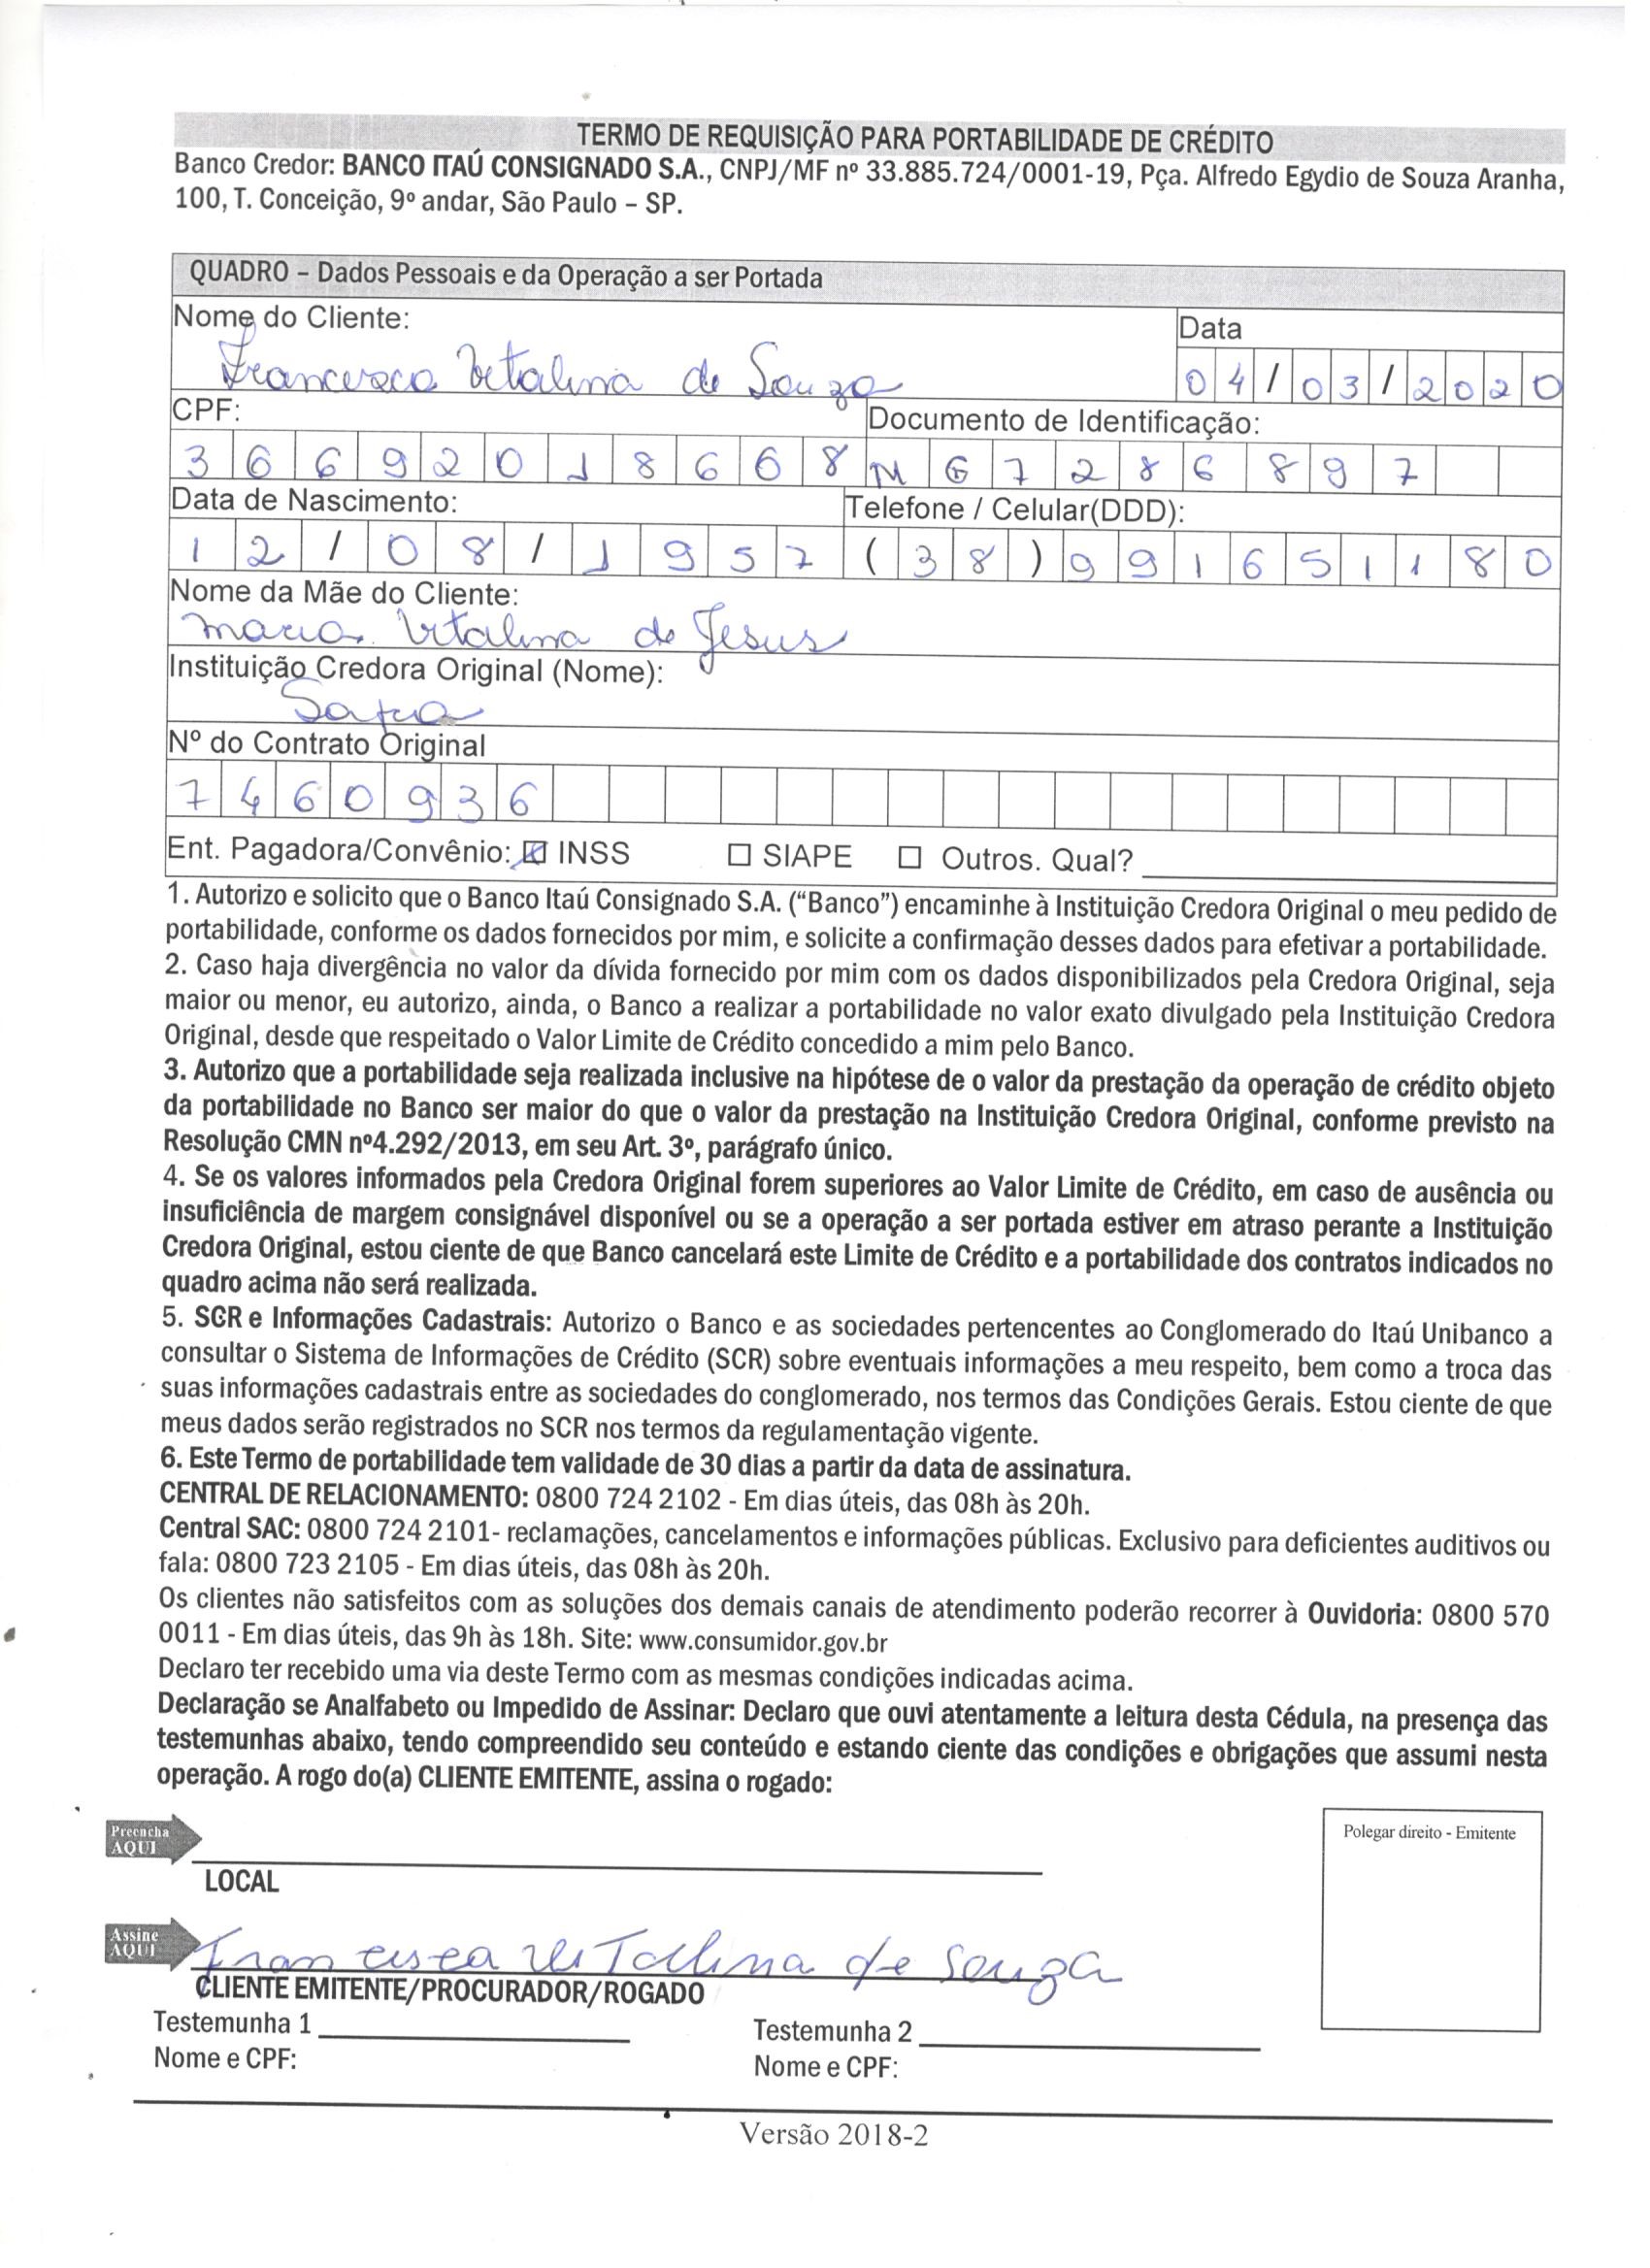 TERMO DE REQUISIÇÃO PARA PORTABILIDADE DE CRÉDITO
Banco Credor: BANCO ITAÚ CONSIGNADO S.A., CNPJ/MF nº 33.885.724/0001-19, Pça. Alfredo Egydio de Souza Aranha,
100, T. Conceição, 9º andar, São Paulo – SP.
QUADRO – Dados Pessoais e da Operação a ser Portada
Nome do Cliente:
Francisca Vitalina de Souza
Data
04/03/2020
CPF:
36692018668
Documento de Identificação:
MG7286897
Data de Nascimento:
12/08/1957
Telefone / Celular(DDD):
(38)991651180
Nome da Mãe do Cliente:
Maria Vitalina de Jesus
Instituição Credora Original (Nome):
Safra
Nº do Contrato Original
7460936
Ent. Pagadora/Convênio: ☒ INSS ☐ SIAPE ☐ Outros. Qual?
1. Autorizo e solicito que o Banco Itaú Consignado S.A. (“Banco”) encaminhe à Instituição Credora Original o meu pedido de
portabilidade, conforme os dados fornecidos por mim, e solicite a confirmação desses dados para efetivar a portabilidade.
2. Caso haja divergência no valor da dívida fornecido por mim com os dados disponibilizados pela Credora Original, seja
maior ou menor, eu autorizo, ainda, o Banco a realizar a portabilidade no valor exato divulgado pela Instituição Credora
Original, desde que respeitado o Valor Limite de Crédito concedido a mim pelo Banco.
3. Autorizo que a portabilidade seja realizada inclusive na hipótese de o valor da prestação da operação de crédito objeto
da portabilidade no Banco ser maior do que o valor da prestação na Instituição Credora Original, conforme previsto na
Resolução CMN nº4.292/2013, em seu Art. 3º, parágrafo único.
4. Se os valores informados pela Credora Original forem superiores ao Valor Limite de Crédito, em caso de ausência ou
insuficiência de margem consignável disponível ou se a operação a ser portada estiver em atraso perante a Instituição
Credora Original, estou ciente de que Banco cancelará este Limite de Crédito e a portabilidade dos contratos indicados no
quadro acima não será realizada.
5. SCR e Informações Cadastrais: Autorizo o Banco e as sociedades pertencentes ao Conglomerado do Itaú Unibanco a
consultar o Sistema de Informações de Crédito (SCR) sobre eventuais informações a meu respeito, bem como a troca das
suas informações cadastrais entre as sociedades do conglomerado, nos termos das Condições Gerais. Estou ciente de que
meus dados serão registrados no SCR nos termos da regulamentação vigente.
6. Este Termo de portabilidade tem validade de 30 dias a partir da data de assinatura.
CENTRAL DE RELACIONAMENTO: 0800 724 2102 - Em dias úteis, das 08h às 20h.
Central SAC: 0800 724 2101- reclamações, cancelamentos e informações públicas. Exclusivo para deficientes auditivos ou
fala: 0800 723 2105 - Em dias úteis, das 08h às 20h.
Os clientes não satisfeitos com as soluções dos demais canais de atendimento poderão recorrer à Ouvidoria: 0800 570
0011 - Em dias úteis, das 9h às 18h. Site: www.consumidor.gov.br
Declaro ter recebido uma via deste Termo com as mesmas condições indicadas acima.
Declaração se Analfabeto ou Impedido de Assinar: Declaro que ouvi atentamente a leitura desta Cédula, na presença das
testemunhas abaixo, tendo compreendido seu conteúdo e estando ciente das condições e obrigações que assumi nesta
operação. A rogo do(a) CLIENTE EMITENTE, assina o rogado:
Preencha
AQUI
LOCAL
Polegar direito - Emitente
Assine
AQUI
Francisca Vitalina de Souza
CLIENTE EMITENTE/PROCURADOR/ROGADO
Testemunha 1
Testemunha 2
Nome e CPF:
Nome e CPF:
Versão 2018-2